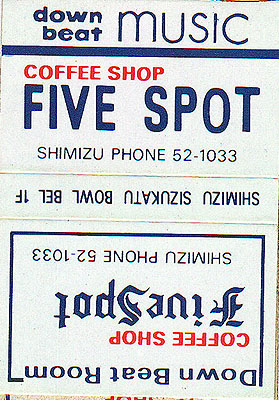 down beat MUSIC
COFFEE SHOP
FIVE SPOT
SHIMIZU PHONE 52-1033
SHIMIZU SIZUKATU BOWL BEL 1F
Down Beat Room
COFFEE SHOP
FiveSpot
SHIMIZU PHONE 52-1033